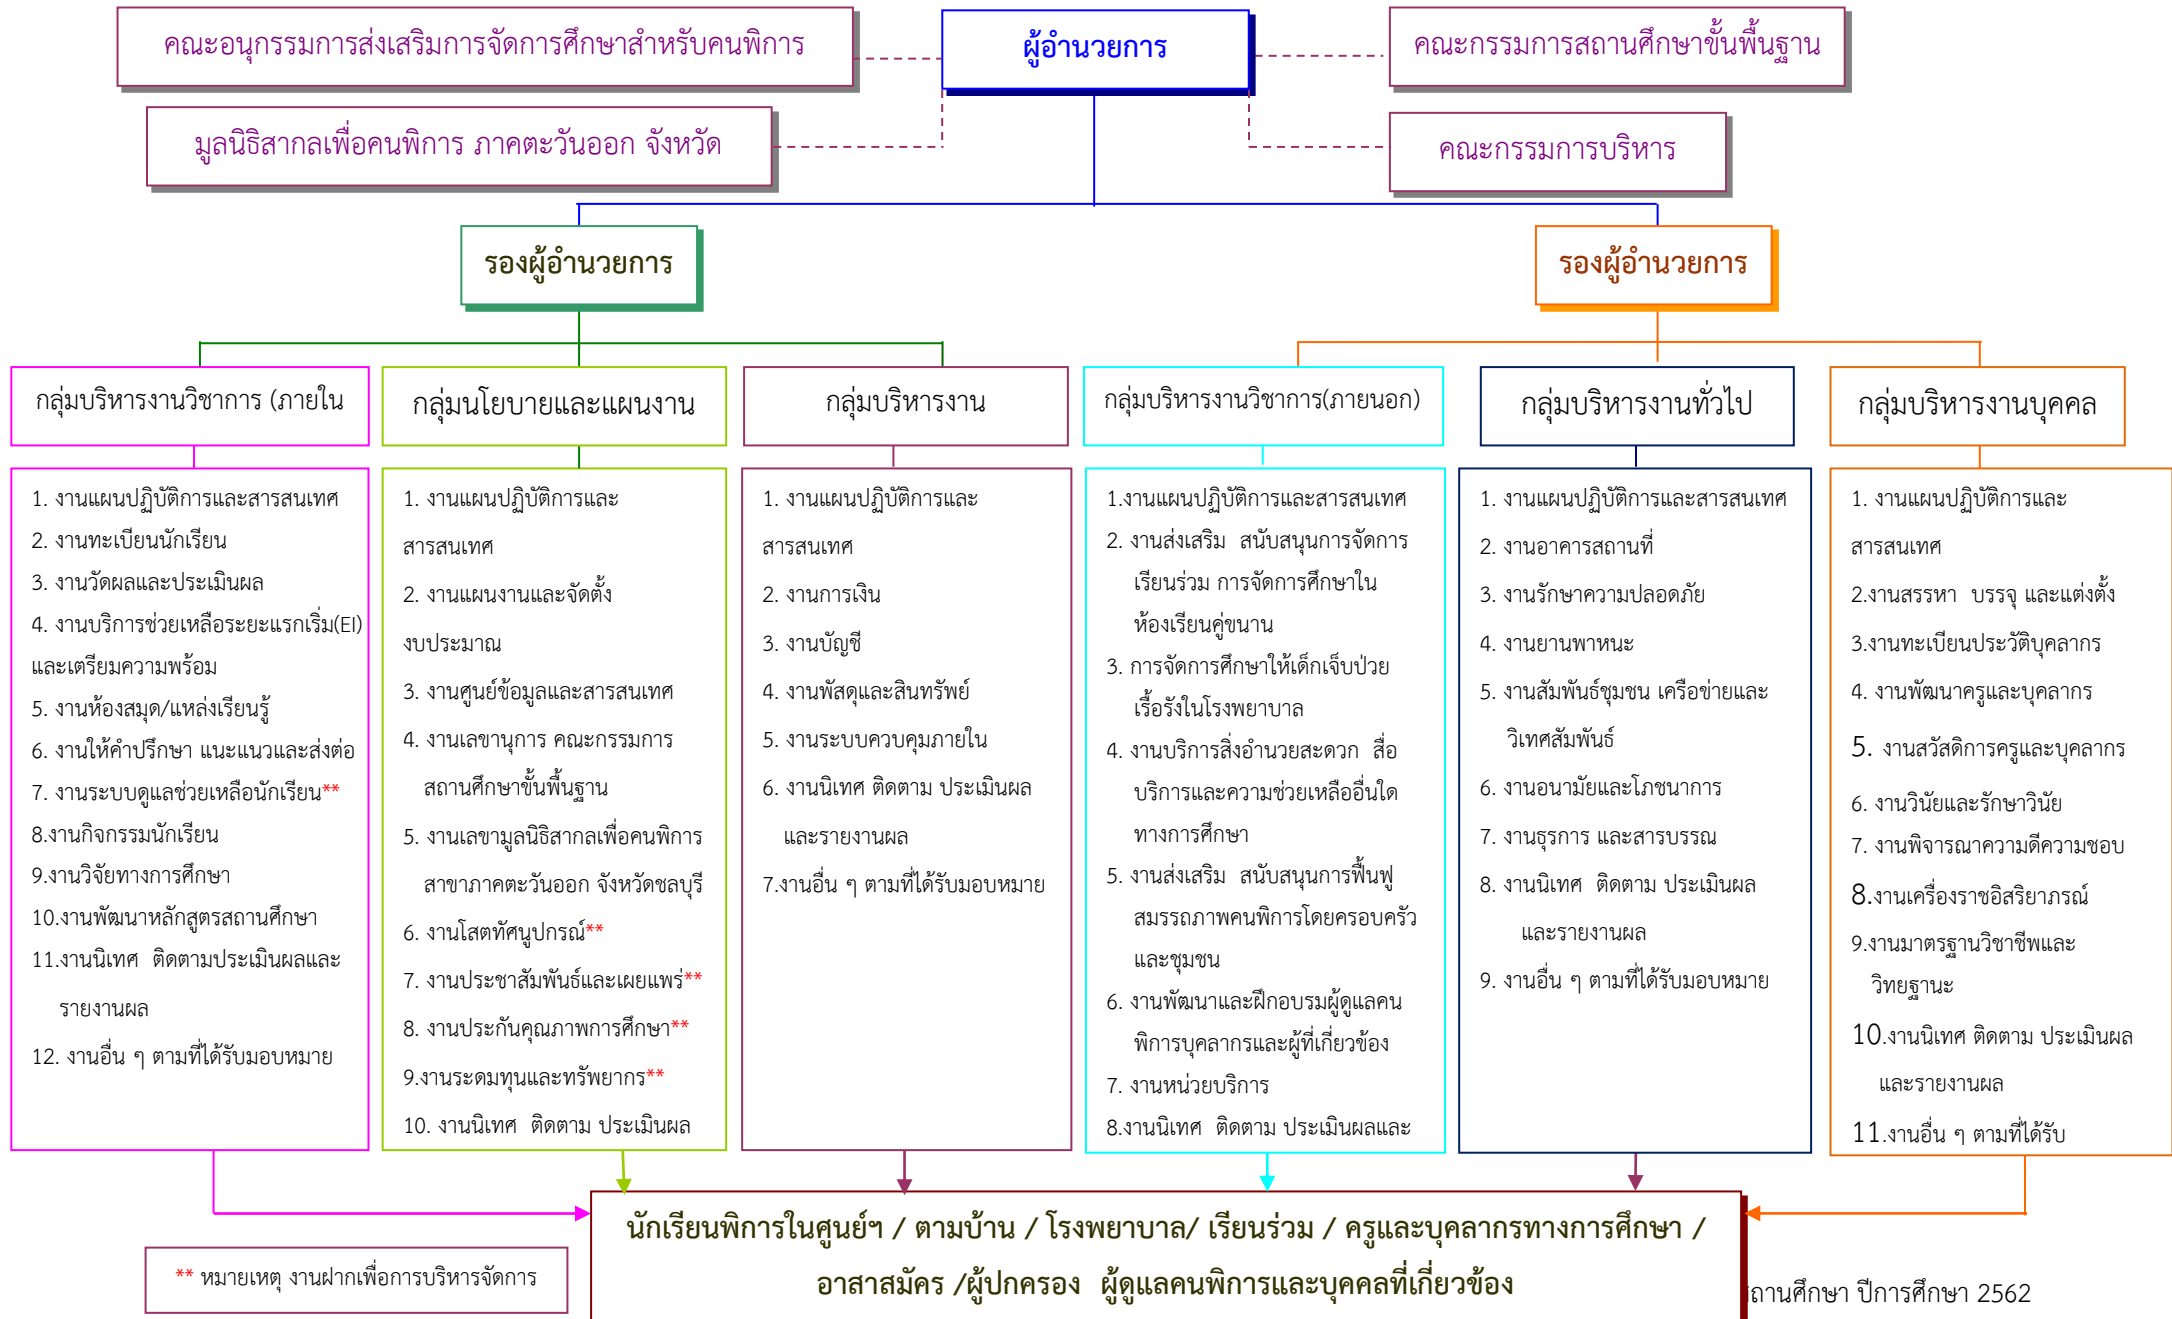 คณะอนุกรรมการส่งเสริมการจัดการศึกษาสำหรับคนพิการ
ผู้อำนวยการ
คณะกรรมการสถานศึกษาขั้นพื้นฐาน
มูลนิธิสากลเพื่อคนพิการ ภาคตะวันออก จังหวัด
คณะกรรมการบริหาร
รองผู้อำนวยการ
รองผู้อำนวยการ
กลุ่มบริหารงานวิชาการ (ภายใน
1. งานแผนปฏิบัติการและสารสนเทศ
2. งานทะเบียนนักเรียน
3. งานวัดผลและประเมินผล
4. งานบริการช่วยเหลือระยะแรกเริ่ม(EI)
และเตรียมความพร้อม
5. งานห้องสมุด/แหล่งเรียนรู้
6. งานให้คำปรึกษา แนะแนวและส่งต่อ
7. งานระบบดูแลช่วยเหลือนักเรียน**
8.งานกิจกรรมนักเรียน
9.งานวิจัยทางการศึกษา
10.งานพัฒนาหลักสูตรสถานศึกษา
11.งานนิเทศ ติดตามประเมินผลและ
รายงานผล
12. งานอื่น ๆ ตามที่ได้รับมอบหมาย
กลุ่มนโยบายและแผนงาน
1. งานแผนปฏิบัติการและ
สารสนเทศ
2. งานแผนงานและจัดตั้ง
งบประมาณ
3. งานศูนย์ข้อมูลและสารสนเทศ
4. งานเลขานุการ คณะกรรมการ
สถานศึกษาขั้นพื้นฐาน
5. งานเลขามูลนิธิสากลเพื่อคนพิการ
สาขาภาคตะวันออก จังหวัดชลบุรี
6. งานโสตทัศนูปกรณ์**
7. งานประชาสัมพันธ์และเผยแพร่**
8. งานประกันคุณภาพการศึกษา**
9.งานระดมทุนและทรัพยากร**
10. งานนิเทศ ติดตาม ประเมินผล
กลุ่มบริหารงาน
1. งานแผนปฏิบัติการและ
สารสนเทศ
2. งานการเงิน
3. งานบัญชี
4. งานพัสดุและสินทรัพย์
5. งานระบบควบคุมภายใน
6. งานนิเทศ ติดตาม ประเมินผล
และรายงานผล
7.งานอื่น ๆ ตามที่ได้รับมอบหมาย
กลุ่มบริหารงานวิชาการ(ภายนอก)
1.งานแผนปฏิบัติการและสารสนเทศ
2. งานส่งเสริม สนับสนุนการจัดการ
เรียนร่วม การจัดการศึกษาใน
ห้องเรียนคู่ขนาน
3. การจัดการศึกษาให้เด็กเจ็บป่วย
เรื้อรังในโรงพยาบาล
4. งานบริการสิ่งอำนวยสะดวก สื่อ
บริการและความช่วยเหลืออื่นใด
ทางการศึกษา
5. งานส่งเสริม สนับสนุนการฟื้นฟู
สมรรถภาพคนพิการโดยครอบครัว
และชุมชน
6. งานพัฒนาและฝึกอบรมผู้ดูแลคน
พิการบุคลากรและผู้ที่เกี่ยวข้อง
7. งานหน่วยบริการ
8.งานนิเทศ ติดตาม ประเมินผลและ
กลุ่มบริหารงานทั่วไป
1. งานแผนปฏิบัติการและสารสนเทศ
2. งานอาคารสถานที่
3. งานรักษาความปลอดภัย
4. งานยานพาหนะ
5. งานสัมพันธ์ชุมชน เครือข่ายและ
วิเทศสัมพันธ์
6. งานอนามัยและโภชนาการ
7. งานธุรการ และสารบรรณ
8. งานนิเทศ ติดตาม ประเมินผล
และรายงานผล
9. งานอื่น ๆ ตามที่ได้รับมอบหมาย
กลุ่มบริหารงานบุคคล
1. งานแผนปฏิบัติการและ
สารสนเทศ
2.งานสรรหา บรรจุ และแต่งตั้ง
3.งานทะเบียนประวัติบุคลากร
4. งานพัฒนาครูและบุคลากร
5. งานสวัสดิการครูและบุคลากร
6. งานวินัยและรักษาวินัย
7. งานพิจารณาความดีความชอบ
8.งานเครื่องราชอิสริยาภรณ์
9.งานมาตรฐานวิชาชีพและ
วิทยฐานะ
10.งานนิเทศ ติดตาม ประเมินผล
และรายงานผล
11.งานอื่น ๆ ตามที่ได้รับ
นักเรียนพิการในศูนย์ฯ / ตามบ้าน / โรงพยาบาล/ เรียนร่วม / ครูและบุคลากรทางการศึกษา /
อาสาสมัคร /ผู้ปกครอง ผู้ดูแลคนพิการและบุคคลที่เกี่ยวข้อง
** หมายเหตุ งานฝากเพื่อการบริหารจัดการ
ถานศึกษา ปีการศึกษา 2562